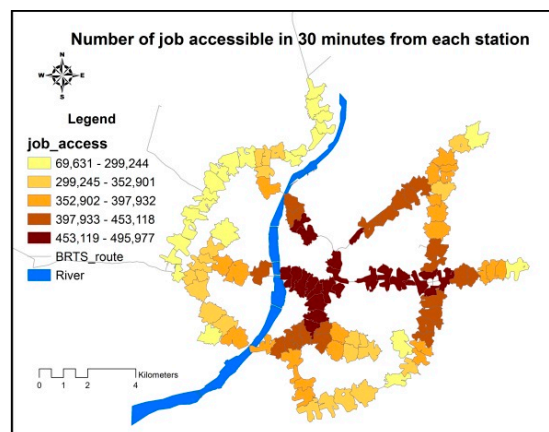 Number of job accessible in 30 minutes from each station
N
W E
S
Legend
job_access
69,631 - 299,244
299,245 - 352,901
352,902 - 397,932
397,933 - 453,118
453,119 - 495,977
BRTS_route
River
Kilometers
0 1 2 4